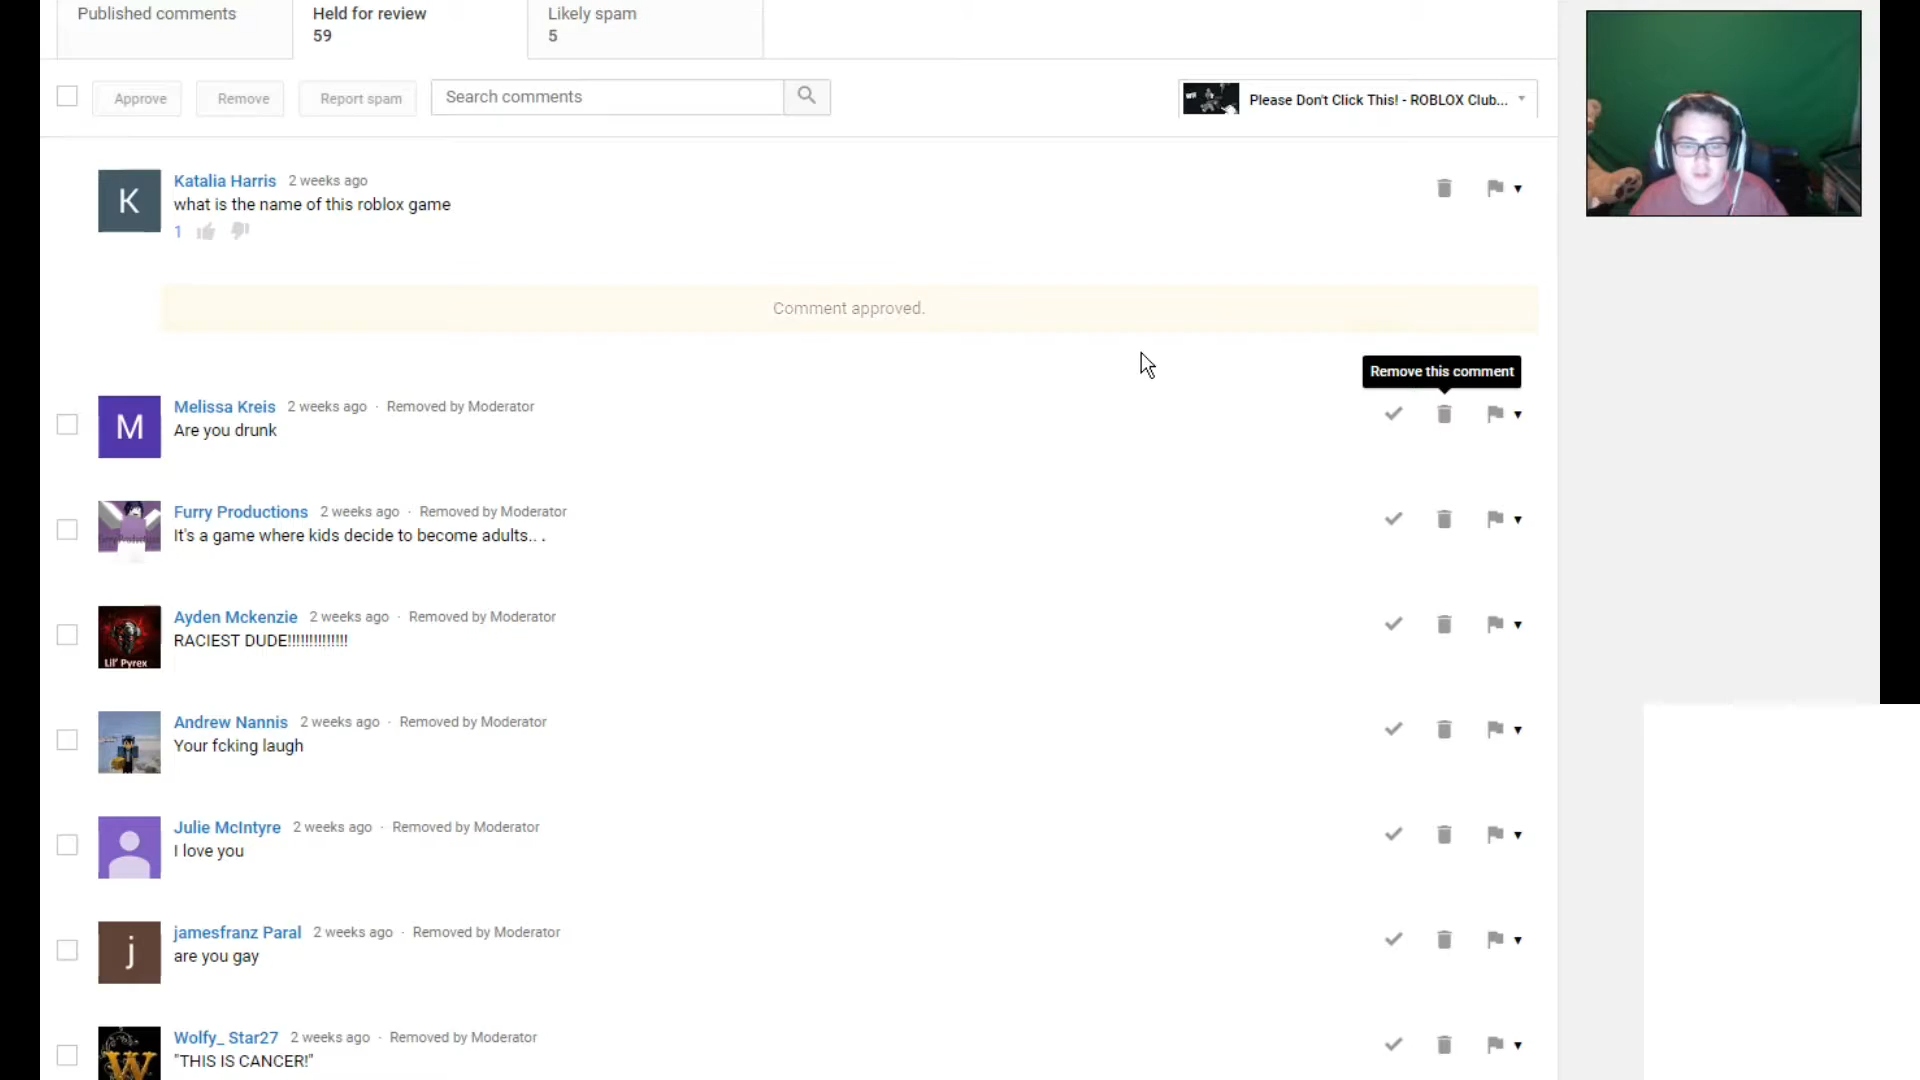 Published comments
Held for review
59
Likely spam
5
Approve
Remove
Report spam
Search comments
Please Don't Click This! - ROBLOX Club...
K
Katalia Harris 2 weeks ago
what is the name of this roblox game
1
Comment approved.
Remove this comment
M
Melissa Kreis 2 weeks ago · Removed by Moderator
Are you drunk
Furry Productions 2 weeks ago · Removed by Moderator
It's a game where kids decide to become adults.. .
Ayden Mckenzie 2 weeks ago · Removed by Moderator
RACIEST DUDE!!!!!!!!!!!!!!
Lil' Pyrex
Andrew Nannis 2 weeks ago · Removed by Moderator
Your fcking laugh
Julie McIntyre 2 weeks ago · Removed by Moderator
I love you
j
jamesfranz Paral 2 weeks ago · Removed by Moderator
are you gay
W
Wolfy_ Star27 2 weeks ago · Removed by Moderator
"THIS IS CANCER!"